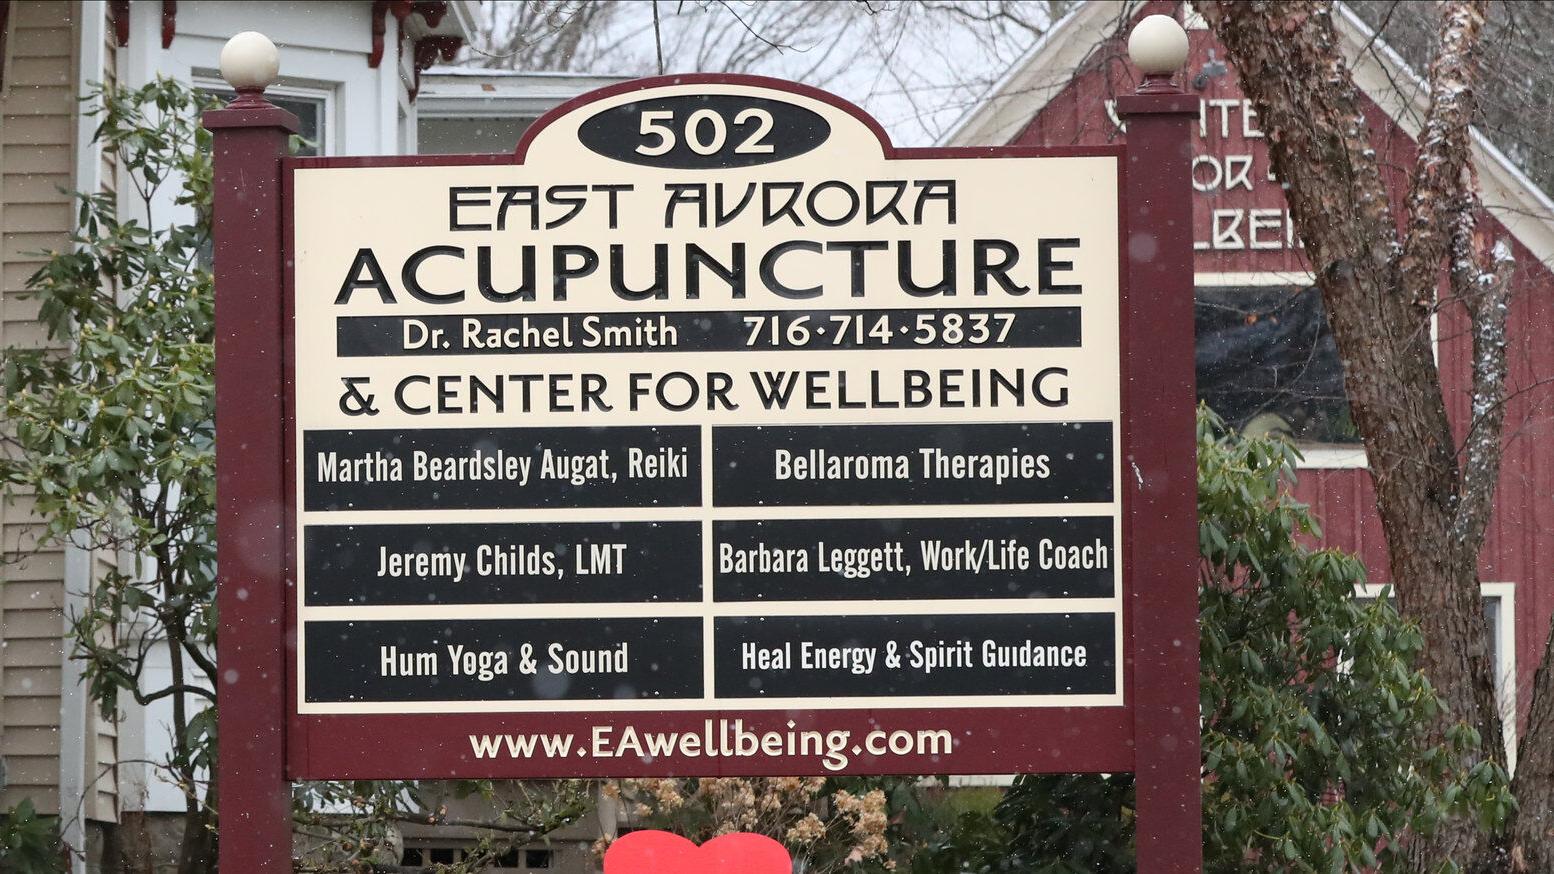 502
EAST AVRORA
ACUPUNCTURE
Dr. Rachel Smith 716·714·5837
& CENTER FOR WELLBEING
Martha Beardsley Augat, Reiki
Bellaroma Therapies
Jeremy Childs, LMT
Barbara Leggett, Work/Life Coach
Hum Yoga & Sound
Heal Energy & Spirit Guidance
www.EAwellbeing.com